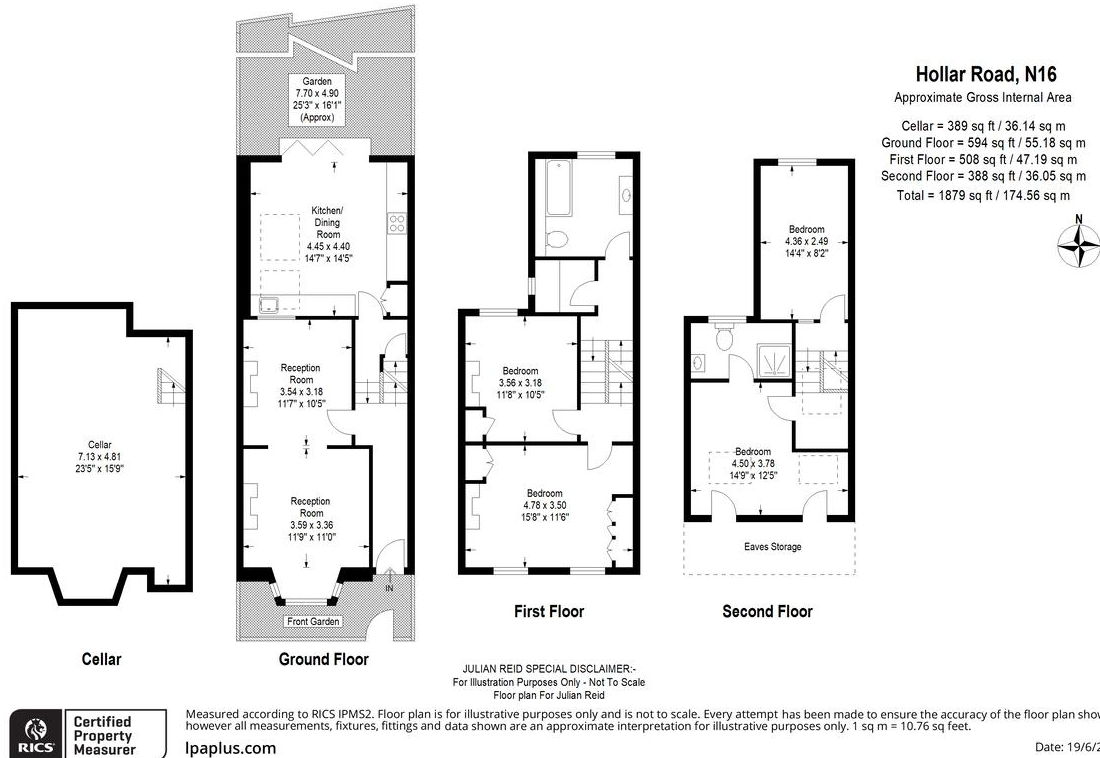 Hollar Road, N16
Approximate Gross Internal Area
Cellar = 389 sq ft / 36.14 sq m
Ground Floor = 594 sq ft / 55.18 sq m
First Floor = 508 sq ft / 47.19 sq m
Second Floor = 388 sq ft / 36.05 sq m
Total = 1879 sq ft / 174.56 sq m
N
Cellar
7.13 x 4.81
23'5" x 15'9"
Cellar
Garden
7.70 x 4.90
25'3" x 16'1"
(Approx)
Kitchen/
Dining
Room
4.45 x 4.40
14'7" x 14'5"
Reception
Room
3.54 x 3.18
11'7" x 10'5"
Reception
Room
3.59 x 3.36
11'9" x 11'0"
IN
Front Garden
Ground Floor
Bedroom
3.56 x 3.18
11'8" x 10'5"
Bedroom
4.78 x 3.50
15'8" x 11'6"
First Floor
Bedroom
4.36 x 2.49
14'4" x 8'2"
Bedroom
4.50 x 3.78
14'9" x 12'5"
Eaves Storage
Second Floor
JULIAN REID SPECIAL DISCLAIMER:-
For Illustration Purposes Only - Not To Scale
Floor plan For Julian Reid
RICS
Certified
Property
Measurer
Measured according to RICS IPMS2. Floor plan is for illustrative purposes only and is not to scale. Every attempt has been made to ensure the accuracy of the floor plan show
however all measurements, fixtures, fittings and data shown are an approximate interpretation for illustrative purposes only. 1 sq m = 10.76 sq feet.
lpaplus.com
Date: 19/6/2